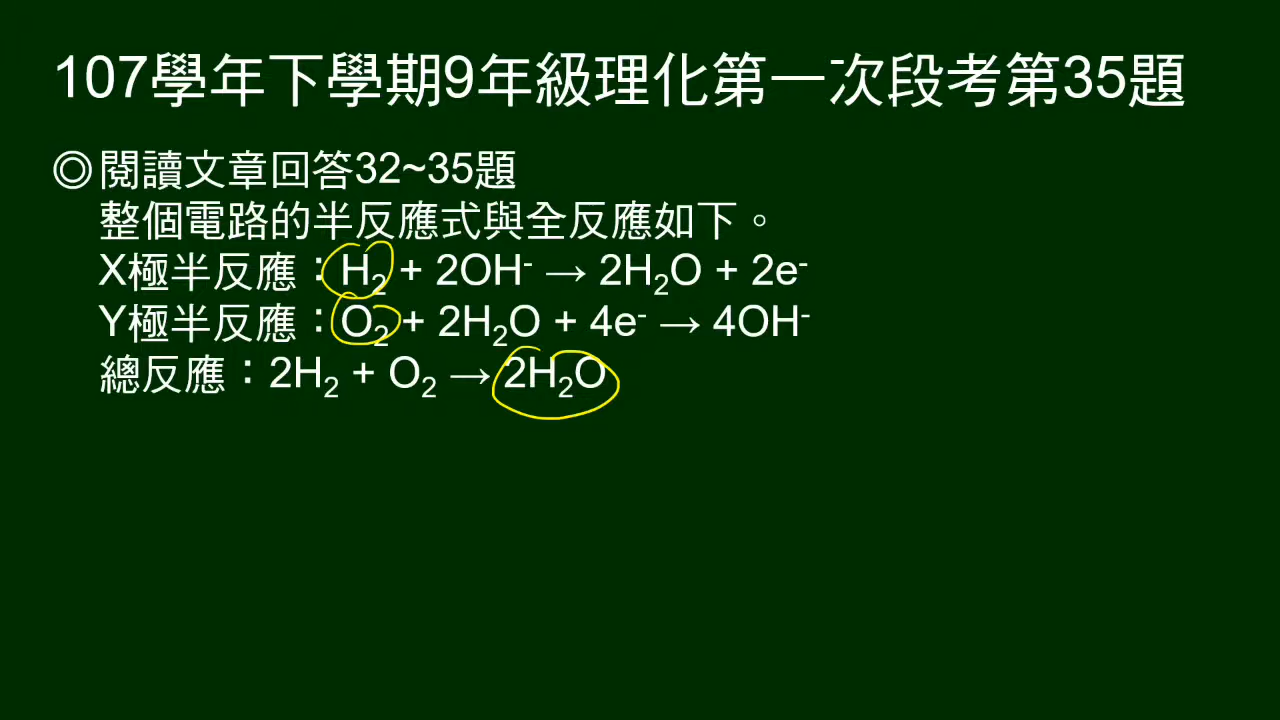 107學年下學期9年級理化第一次段考第35題
◎閱讀文章回答32~35題
整個電路的半反應式與全反應如下。
X極半反應：H₂ + 2OH⁻ → 2H₂O + 2e⁻
Y極半反應：O₂ + 2H₂O + 4e⁻ → 4OH⁻
總反應：2H₂ + O₂ → 2H₂O